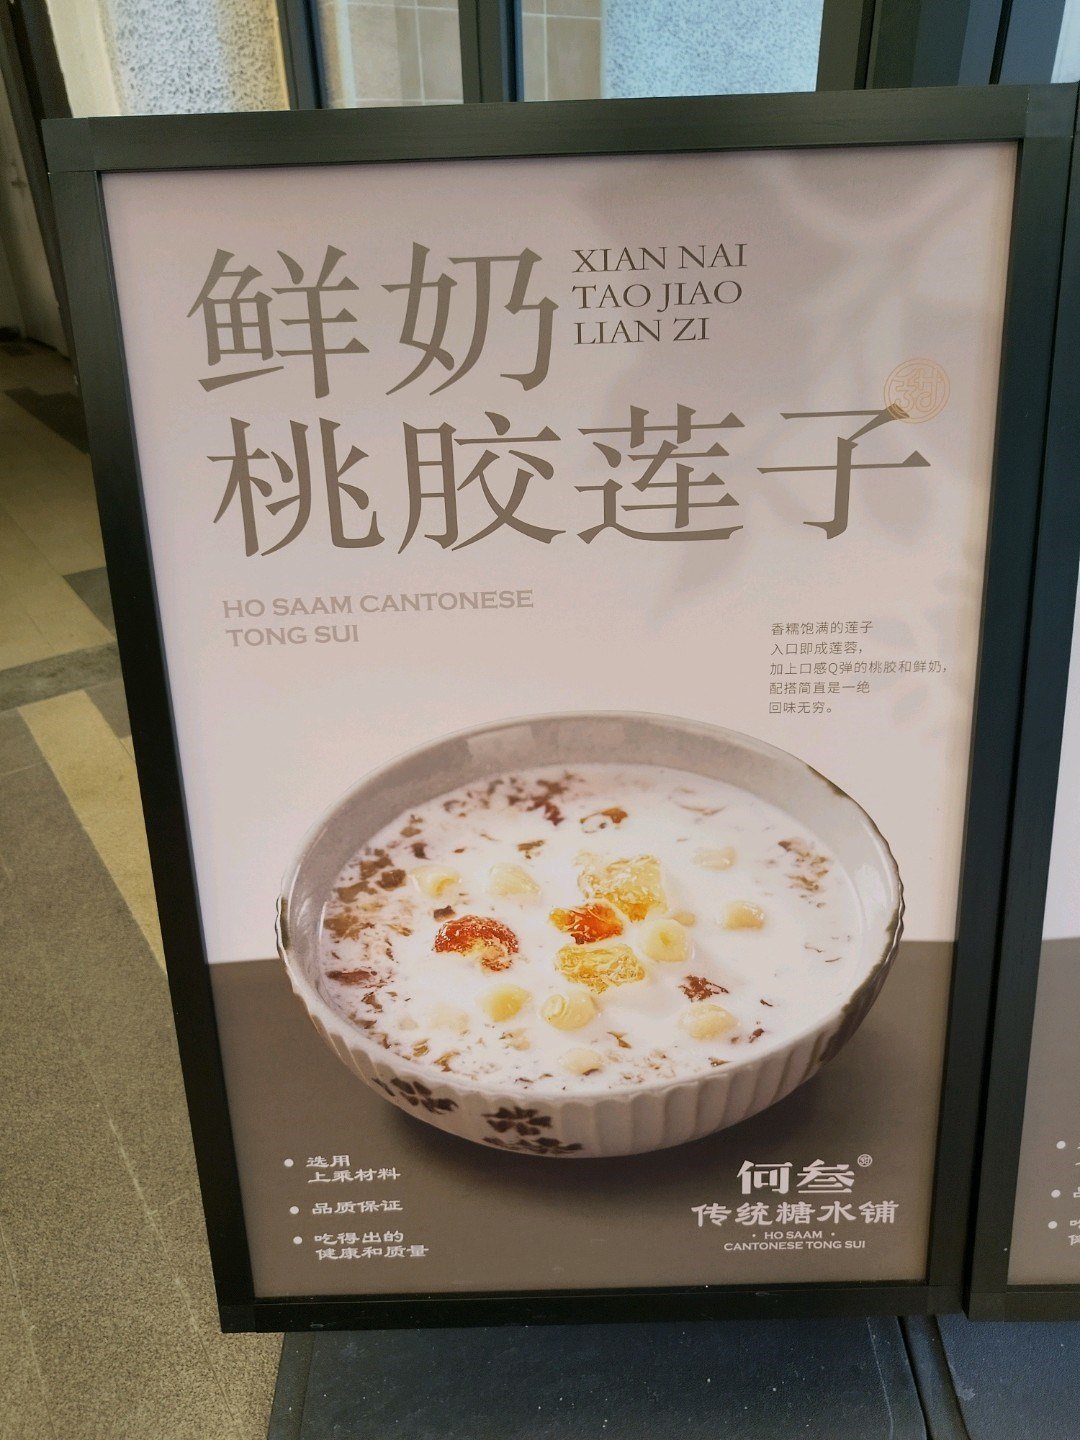 鲜奶
XIAN NAI
TAO JIAO
LIAN ZI
桃胶莲子
HO SAAM CANTONESE
TONG SUI
香糯饱满的莲子
入口即成莲蓉，
加上口感Q弹的桃胶和鲜奶，
配搭简直是一绝
回味无穷。
• 选用
上乘材料
• 品质保证
• 吃得出的
健康和质量
何叁
传统糖水铺
· HO SAAM ·
CANTONESE TONG SUI